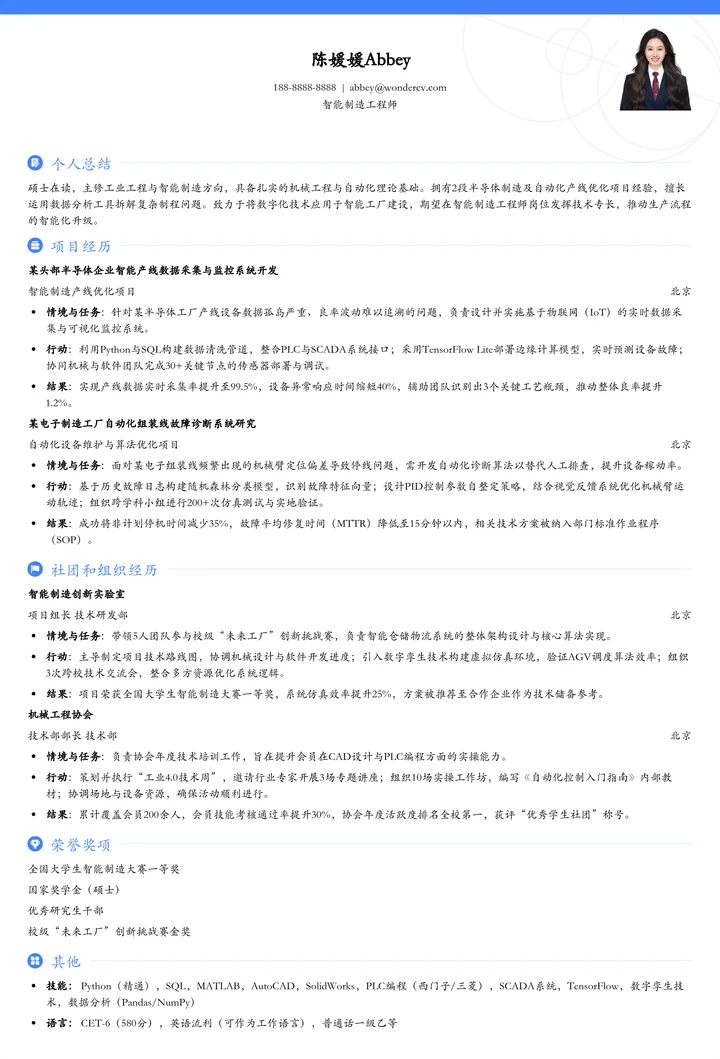 陈媛媛Abbey
188-8888-8888 | abbey@wondercv.com
智能制造工程师
个人总结
硕士在读，主修工业工程与智能制造方向，具备扎实的机械工程与自动化理论基础。拥有2段半导体制造及自动化产线优化项目经验，擅长
运用数据分析工具拆解复杂制程问题。致力于将数字化技术应用于智能工厂建设，期望在智能制造工程师岗位发挥技术专长，推动生产流程
的智能化升级。
项目经历
某头部半导体企业智能产线数据采集与监控系统开发
智能制造产线优化项目 北京
• 情境与任务：针对某半导体工厂产线设备数据孤岛严重、良率波动难以追溯的问题，负责设计并实施基于物联网（IoT）的实时数据采
集与可视化监控系统。
• 行动：利用Python与SQL构建数据清洗管道，整合PLC与SCADA系统接口；采用TensorFlow Lite部署边缘计算模型，实时预测设备故障；
协同机械与软件团队完成30+关键节点的传感器部署与调试。
• 结果：实现产线数据实时采集率提升至99.5%，设备异常响应时间缩短40%，辅助团队识别出3个关键工艺瓶颈，推动整体良率提升
1.2%。
某电子制造工厂自动化组装线故障诊断系统研究
自动化设备维护与算法优化项目 北京
• 情境与任务：面对某电子组装线频繁出现的机械臂定位偏差导致停线问题，需开发自动化诊断算法以替代人工排查，提升设备稼动率。
• 行动：基于历史故障日志构建随机森林分类模型，识别故障特征向量；设计PID控制参数自整定策略，结合视觉反馈系统优化机械臂运
动轨迹；组织跨学科小组进行200+次仿真测试与实地验证。
• 结果：成功将非计划停机时间减少35%，故障平均修复时间（MTTR）降低至15分钟以内，相关技术方案被纳入部门标准作业程序
（SOP）。
社团和组织经历
智能制造创新实验室
项目组长 技术研发部 北京
• 情境与任务：带领5人团队参与校级“未来工厂”创新挑战赛，负责智能仓储物流系统的整体架构设计与核心算法实现。
• 行动：主导制定项目技术路线图，协调机械设计与软件开发进度；引入数字孪生技术构建虚拟仿真环境，验证AGV调度算法效率；组织
3次跨校技术交流会，整合多方资源优化系统逻辑。
• 结果：项目荣获全国大学生智能制造大赛一等奖，系统仿真效率提升25%，方案被推荐至合作企业作为技术储备参考。
机械工程协会
技术部部长 技术部 北京
• 情境与任务：负责协会年度技术培训工作，旨在提升会员在CAD设计与PLC编程方面的实操能力。
• 行动：策划并执行“工业4.0技术周”，邀请行业专家开展3场专题讲座；组织10场实操工作坊，编写《自动化控制入门指南》内部教
材；协调场地与设备资源，确保活动顺利进行。
• 结果：累计覆盖会员200余人，会员技能考核通过率提升30%，协会年度活跃度排名全校第一，获评“优秀学生社团”称号。
荣誉奖项
全国大学生智能制造大赛一等奖
国家奖学金（硕士）
优秀研究生干部
校级“未来工厂”创新挑战赛金奖
其他
• 技能： Python（精通），SQL，MATLAB，AutoCAD，SolidWorks，PLC编程（西门子/三菱），SCADA系统，TensorFlow，数字孪生技
术，数据分析（Pandas/NumPy）
• 语言： CET-6（580分），英语流利（可作为工作语言），普通话一级乙等